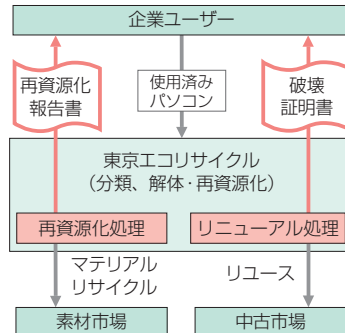 企業ユーザー
再資源化
報告書
使用済み
パソコン
破壊
証明書
東京エコリサイクル
（分類、解体・再資源化）
再資源化処理
リニューアル処理
マテリアル
リサイクル
リユース
素材市場
中古市場